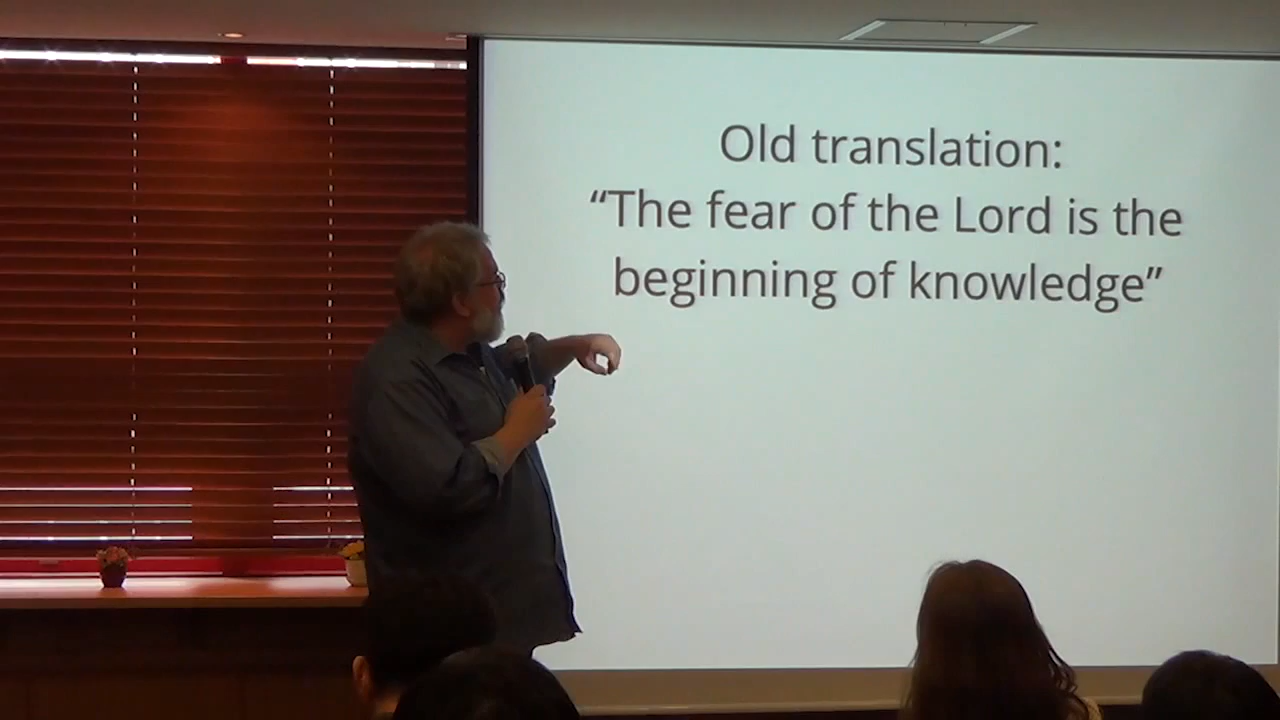 Old translation:
“The fear of the Lord is the
beginning of knowledge”